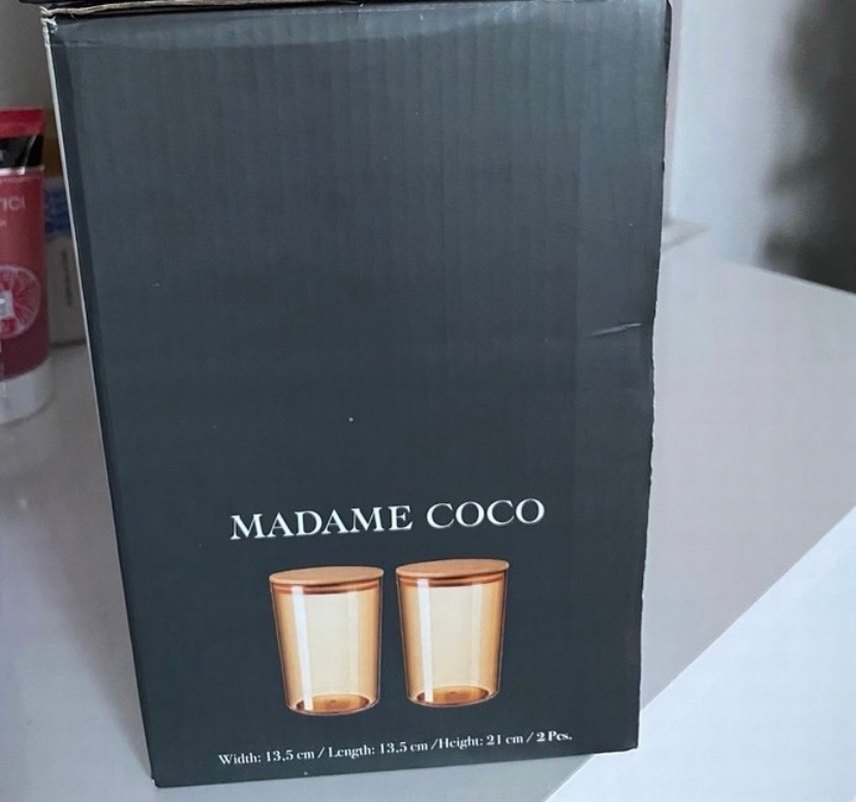 MADAME COCO
Width: 13.5 cm / Length: 13.5 cm /Height: 21 cm / 2 Pcs.